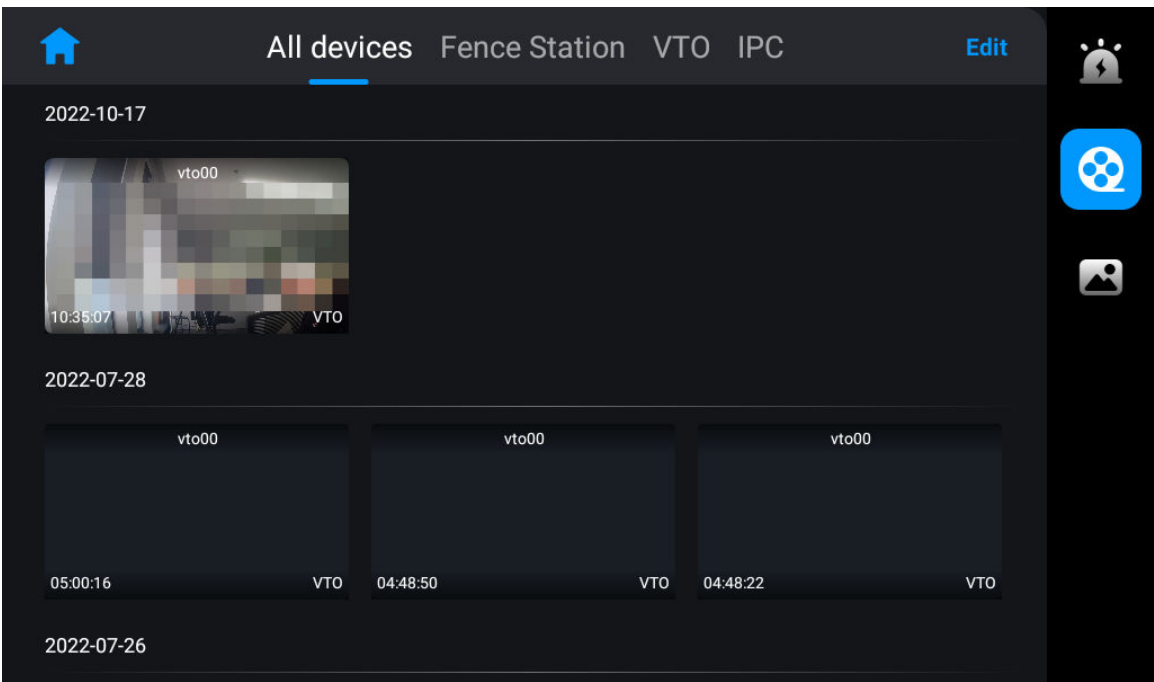 All devices Fence Station VTO IPC Edit
2022-10-17
vto00
10:35:07 VTO
2022-07-28
vto00 vto00 vto00
05:00:16 VTO 04:48:50 VTO 04:48:22 VTO
2022-07-26